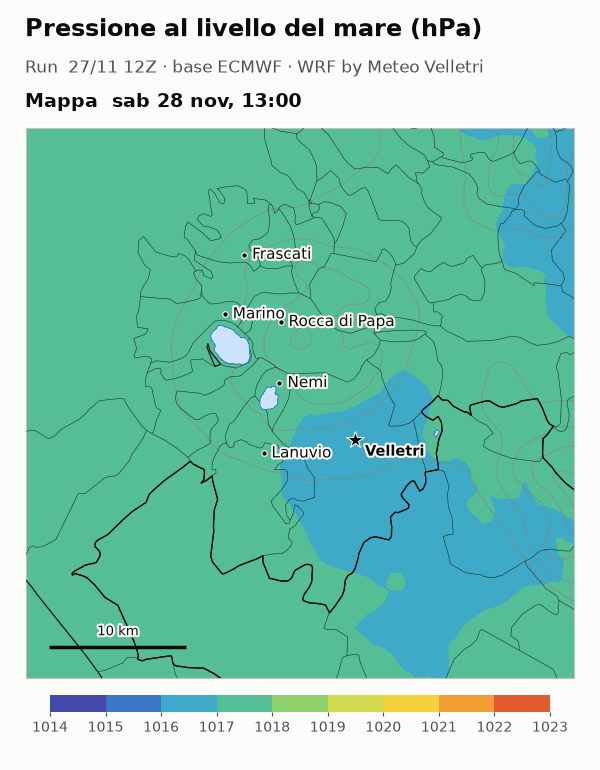 Pressione al livello del mare (hPa)
Run  27/11 12Z · base ECMWF · WRF by Meteo Velletri
Mappa  sab 28 nov, 13:00
Frascati
Marino
Rocca di Papa
Nemi
Velletri
Lanuvio
10 km
1014 1015 1016 1017 1018 1019 1020 1021 1022 1023